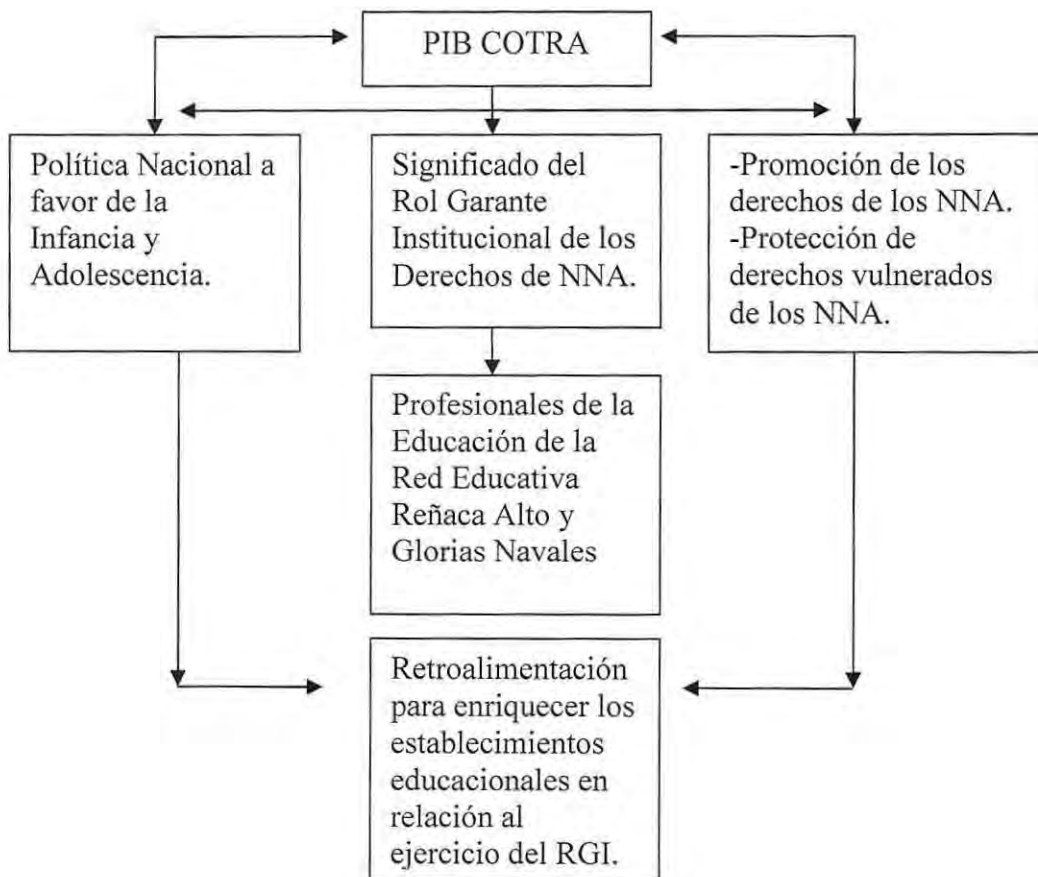 PIB COTRA
Política Nacional a
favor de la
Infancia y
Adolescencia.
Significado del
Rol Garante
Institucional de los
Derechos de NNA.
-Promoción de los
derechos de los NNA.
-Protección de
derechos vulnerados
de los NNA.
Profesionales de la
Educación de la
Red Educativa
Reñaca Alto y
Glorias Navales
Retroalimentación
para enriquecer los
establecimientos
educacionales en
relación al
ejercicio del RGI.